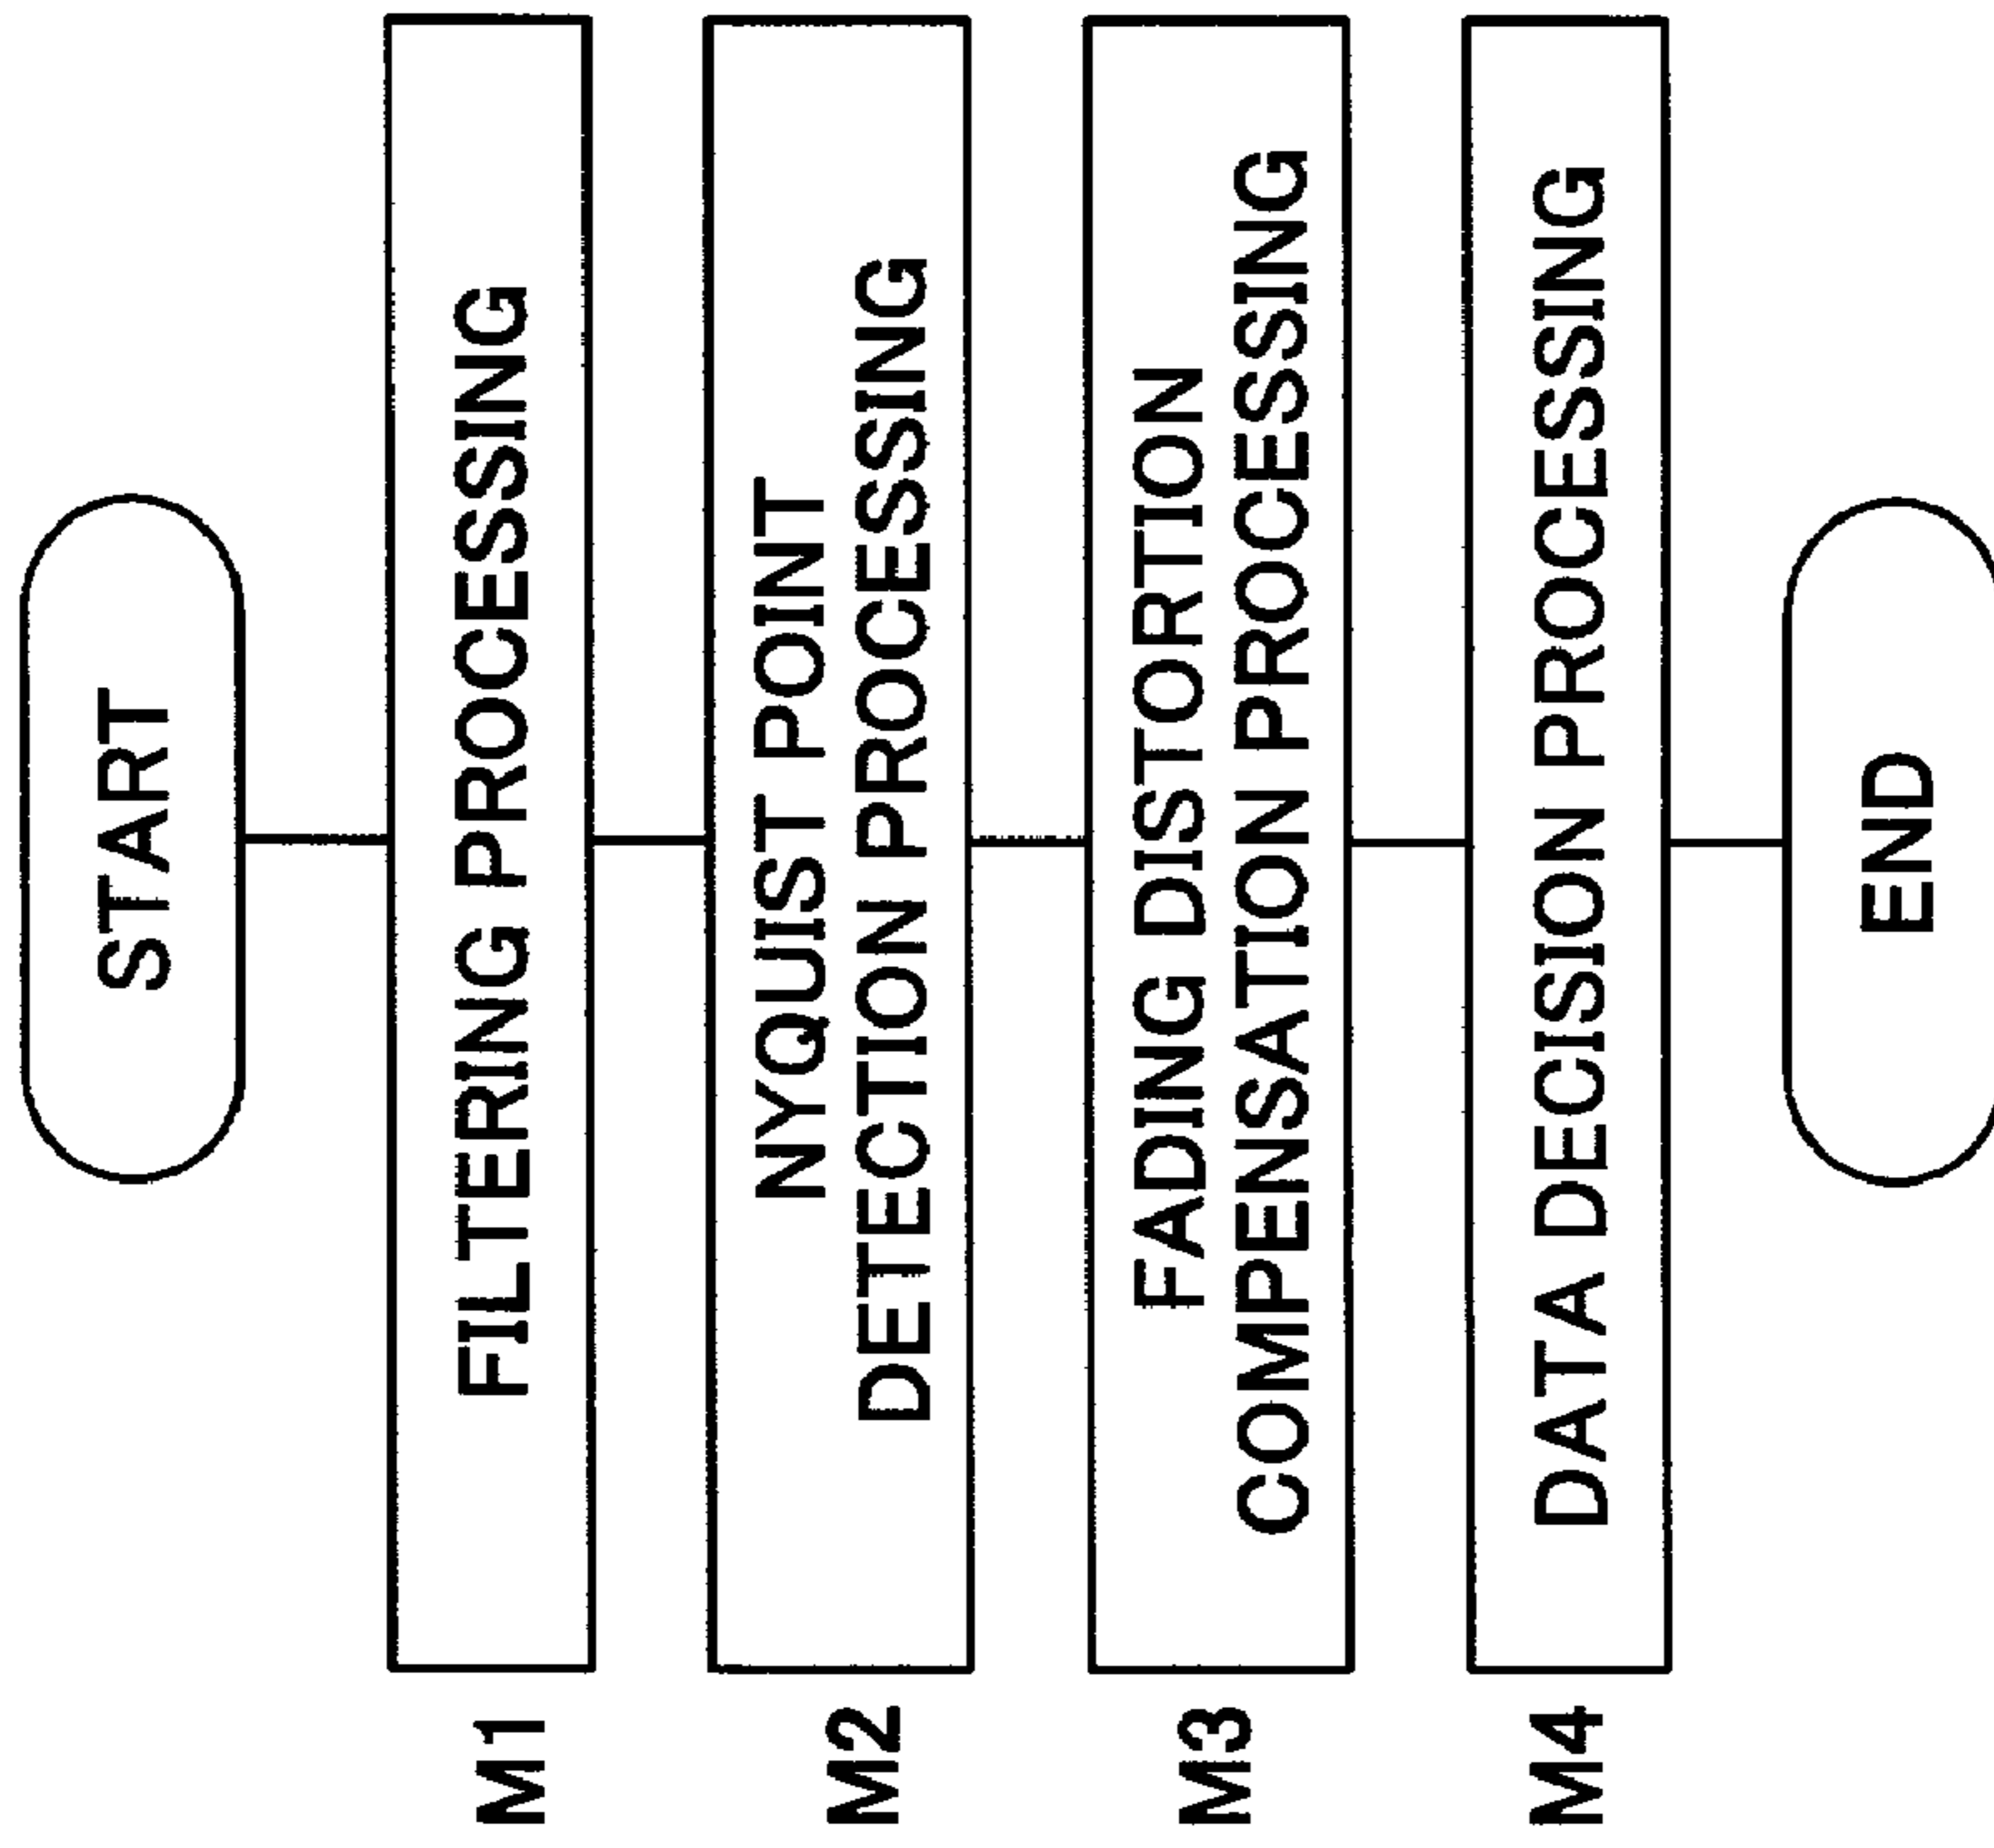 START
M1
FILTERING PROCESSING
M2
NYQUIST POINT
DETECTION PROCESSING
M3
FADING DISTORTION
COMPENSATION PROCESSING
M4
DATA DECISION PROCESSING
END